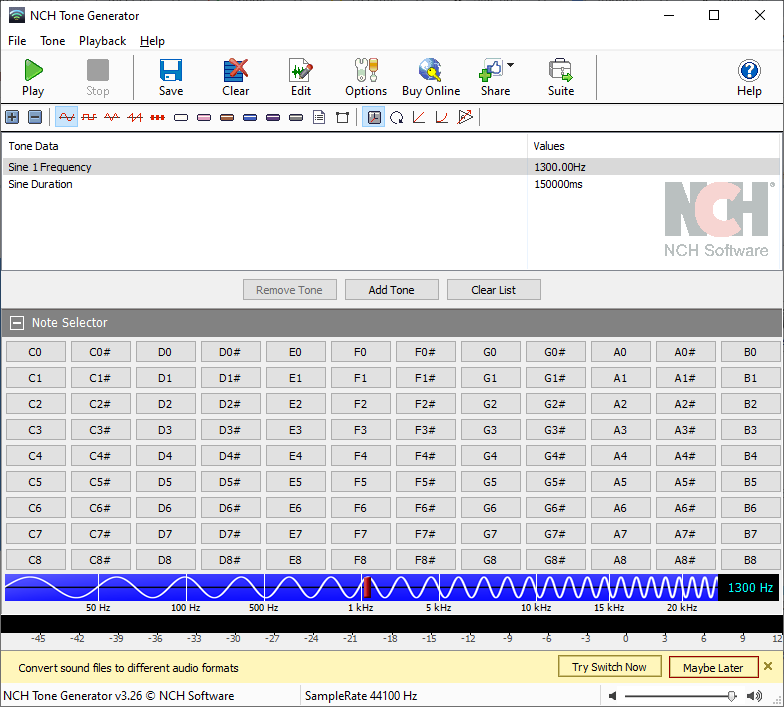 NCH Tone Generator
File Tone Playback Help
Play Stop Save Clear Edit Options Buy Online Share Suite Help
Tone Data Values
Sine 1 Frequency 1300.00Hz
Sine Duration 150000ms
NCH ®
NCH Software
Remove Tone Add Tone Clear List
Note Selector
C0 C0# D0 D0# E0 F0 F0# G0 G0# A0 A0# B0
C1 C1# D1 D1# E1 F1 F1# G1 G1# A1 A1# B1
C2 C2# D2 D2# E2 F2 F2# G2 G2# A2 A2# B2
C3 C3# D3 D3# E3 F3 F3# G3 G3# A3 A3# B3
C4 C4# D4 D4# E4 F4 F4# G4 G4# A4 A4# B4
C5 C5# D5 D5# E5 F5 F5# G5 G5# A5 A5# B5
C6 C6# D6 D6# E6 F6 F6# G6 G6# A6 A6# B6
C7 C7# D7 D7# E7 F7 F7# G7 G7# A7 A7# B7
C8 C8# D8 D8# E8 F8 F8# G8 G8# A8 A8# B8
1300 Hz
50 Hz 100 Hz 500 Hz 1 kHz 5 kHz 10 kHz 15 kHz 20 kHz
-45 -42 -39 -36 -33 -30 -27 -24 -21 -18 -15 -12 -9 -6 -3 0 3 6 9 12
Convert sound files to different audio formats Try Switch Now Maybe Later
NCH Tone Generator v3.26 © NCH Software SampleRate 44100 Hz